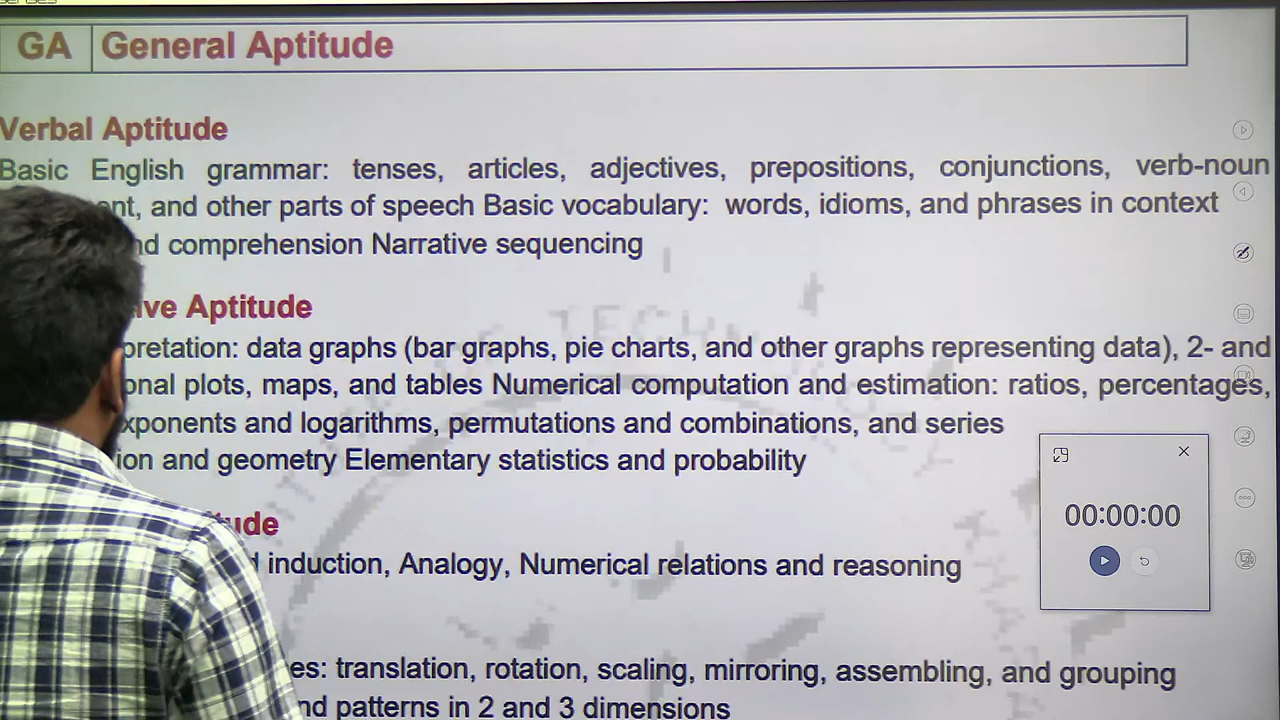 GA General Aptitude
Verbal Aptitude
Basic English grammar: tenses, articles, adjectives, prepositions, conjunctions, verb-noun
ent, and other parts of speech Basic vocabulary: words, idioms, and phrases in context
nd comprehension Narrative sequencing
ive Aptitude
pretation: data graphs (bar graphs, pie charts, and other graphs representing data), 2- and
onal plots, maps, and tables Numerical computation and estimation: ratios, percentages,
xponents and logarithms, permutations and combinations, and series
ion and geometry Elementary statistics and probability
00:00:00
tude
induction, Analogy, Numerical relations and reasoning
es: translation, rotation, scaling, mirroring, assembling, and grouping
nd patterns in 2 and 3 dimensions